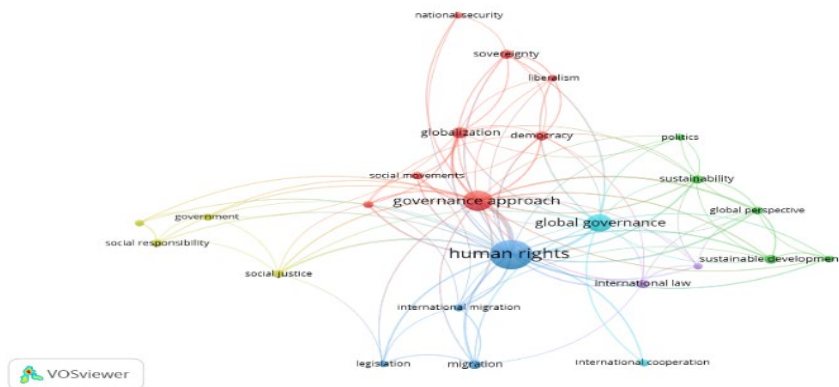 national security
sovereignty
liberalism
globalization
democracy
politics
social movements
sustainability
governance approach
government
global perspective
global governance
social responsibility
human rights
sustainable development
social justice
international law
international migration
legislation
migration
international cooperation
VOSviewer